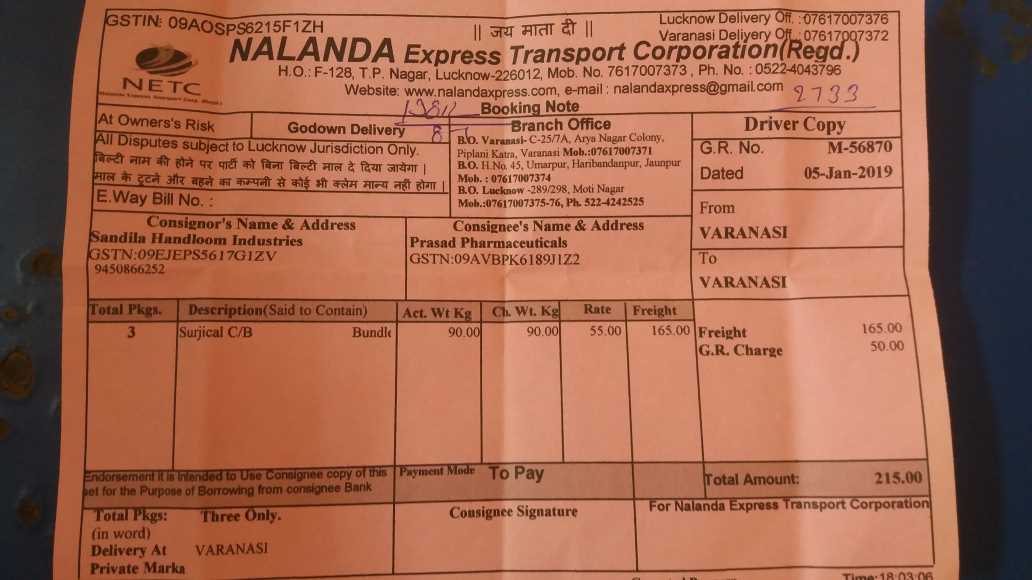 GSTIN: 09AOSPS6215F1ZH
|| जय माता दी ||
Lucknow Delivery Off. :07617007376
Varanasi Delivery Off. :07617007372
NETC
NALANDA Express Transport Corporation(Regd.)
H.O.: F-128, T.P. Nagar, Lucknow-226012, Mob. No. 7617007373 , Ph. No. : 0522-4043796
Website: www.nalandaxpress.com, e-mail : nalandaxpress@gmail.com
2733
Booking Note
At Owners's Risk
Godown Delivery
All Disputes subject to Lucknow Jurisdiction Only.
बिल्टी नाम की होने पर पार्टी को बिना बिल्टी माल दे दिया जायेगा |
माल के टूटने और बहने का कम्पनी से कोई भी क्लेम मान्य नहीं होगा |
E.Way Bill No. :
Branch Office
B.O. Varanasi- C-25/7A, Arya Nagar Colony,
Piplani Katra, Varanasi Mob.:07617007371
B.O. H.No. 45, Umarpur, Haribandanpur, Jaunpur
Mob. : 07617007374
B.O. Lucknow -289/298, Moti Nagar
Mob.:07617007375-76, Ph. 522-4242525
Driver Copy
G.R. No. M-56870
Dated 05-Jan-2019
From
VARANASI
To
VARANASI
Consignor's Name & Address
Sandila Handloom Industries
GSTN:09EJEPS5617G1ZV
9450866252
Consignee's Name & Address
Prasad Pharmaceuticals
GSTN:09AVBPK6189J1Z2
Total Pkgs. Description(Said to Contain) Act. Wt Kg Ch. Wt. Kg Rate Freight
3 Surjical C/B Bundle 90.00 90.00 55.00 165.00
Freight 165.00
G.R. Charge 50.00
Endorsement it is Intended to Use Consignee copy of this
set for the Purpose of Borrowing from consignee Bank
Payment Mode To Pay
Total Amount: 215.00
Total Pkgs: Three Only.
(in word)
Delivery At VARANASI
Private Marka
Consignee Signature
For Nalanda Express Transport Corporation
Time:18:03:06